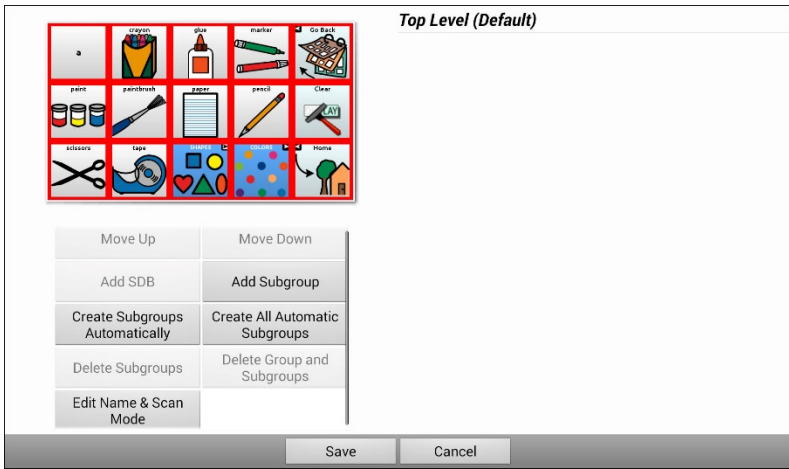 Top Level (Default)
a
crayon
glue
marker
Go Back
paint
paintbrush
paper
pencil
Clear
LAY
scissors
tape
SHAPES
COLORS
Home
Move Up
Move Down
Add SDB
Add Subgroup
Create Subgroups
Automatically
Create All Automatic
Subgroups
Delete Subgroups
Delete Group and
Subgroups
Edit Name & Scan
Mode
Save
Cancel